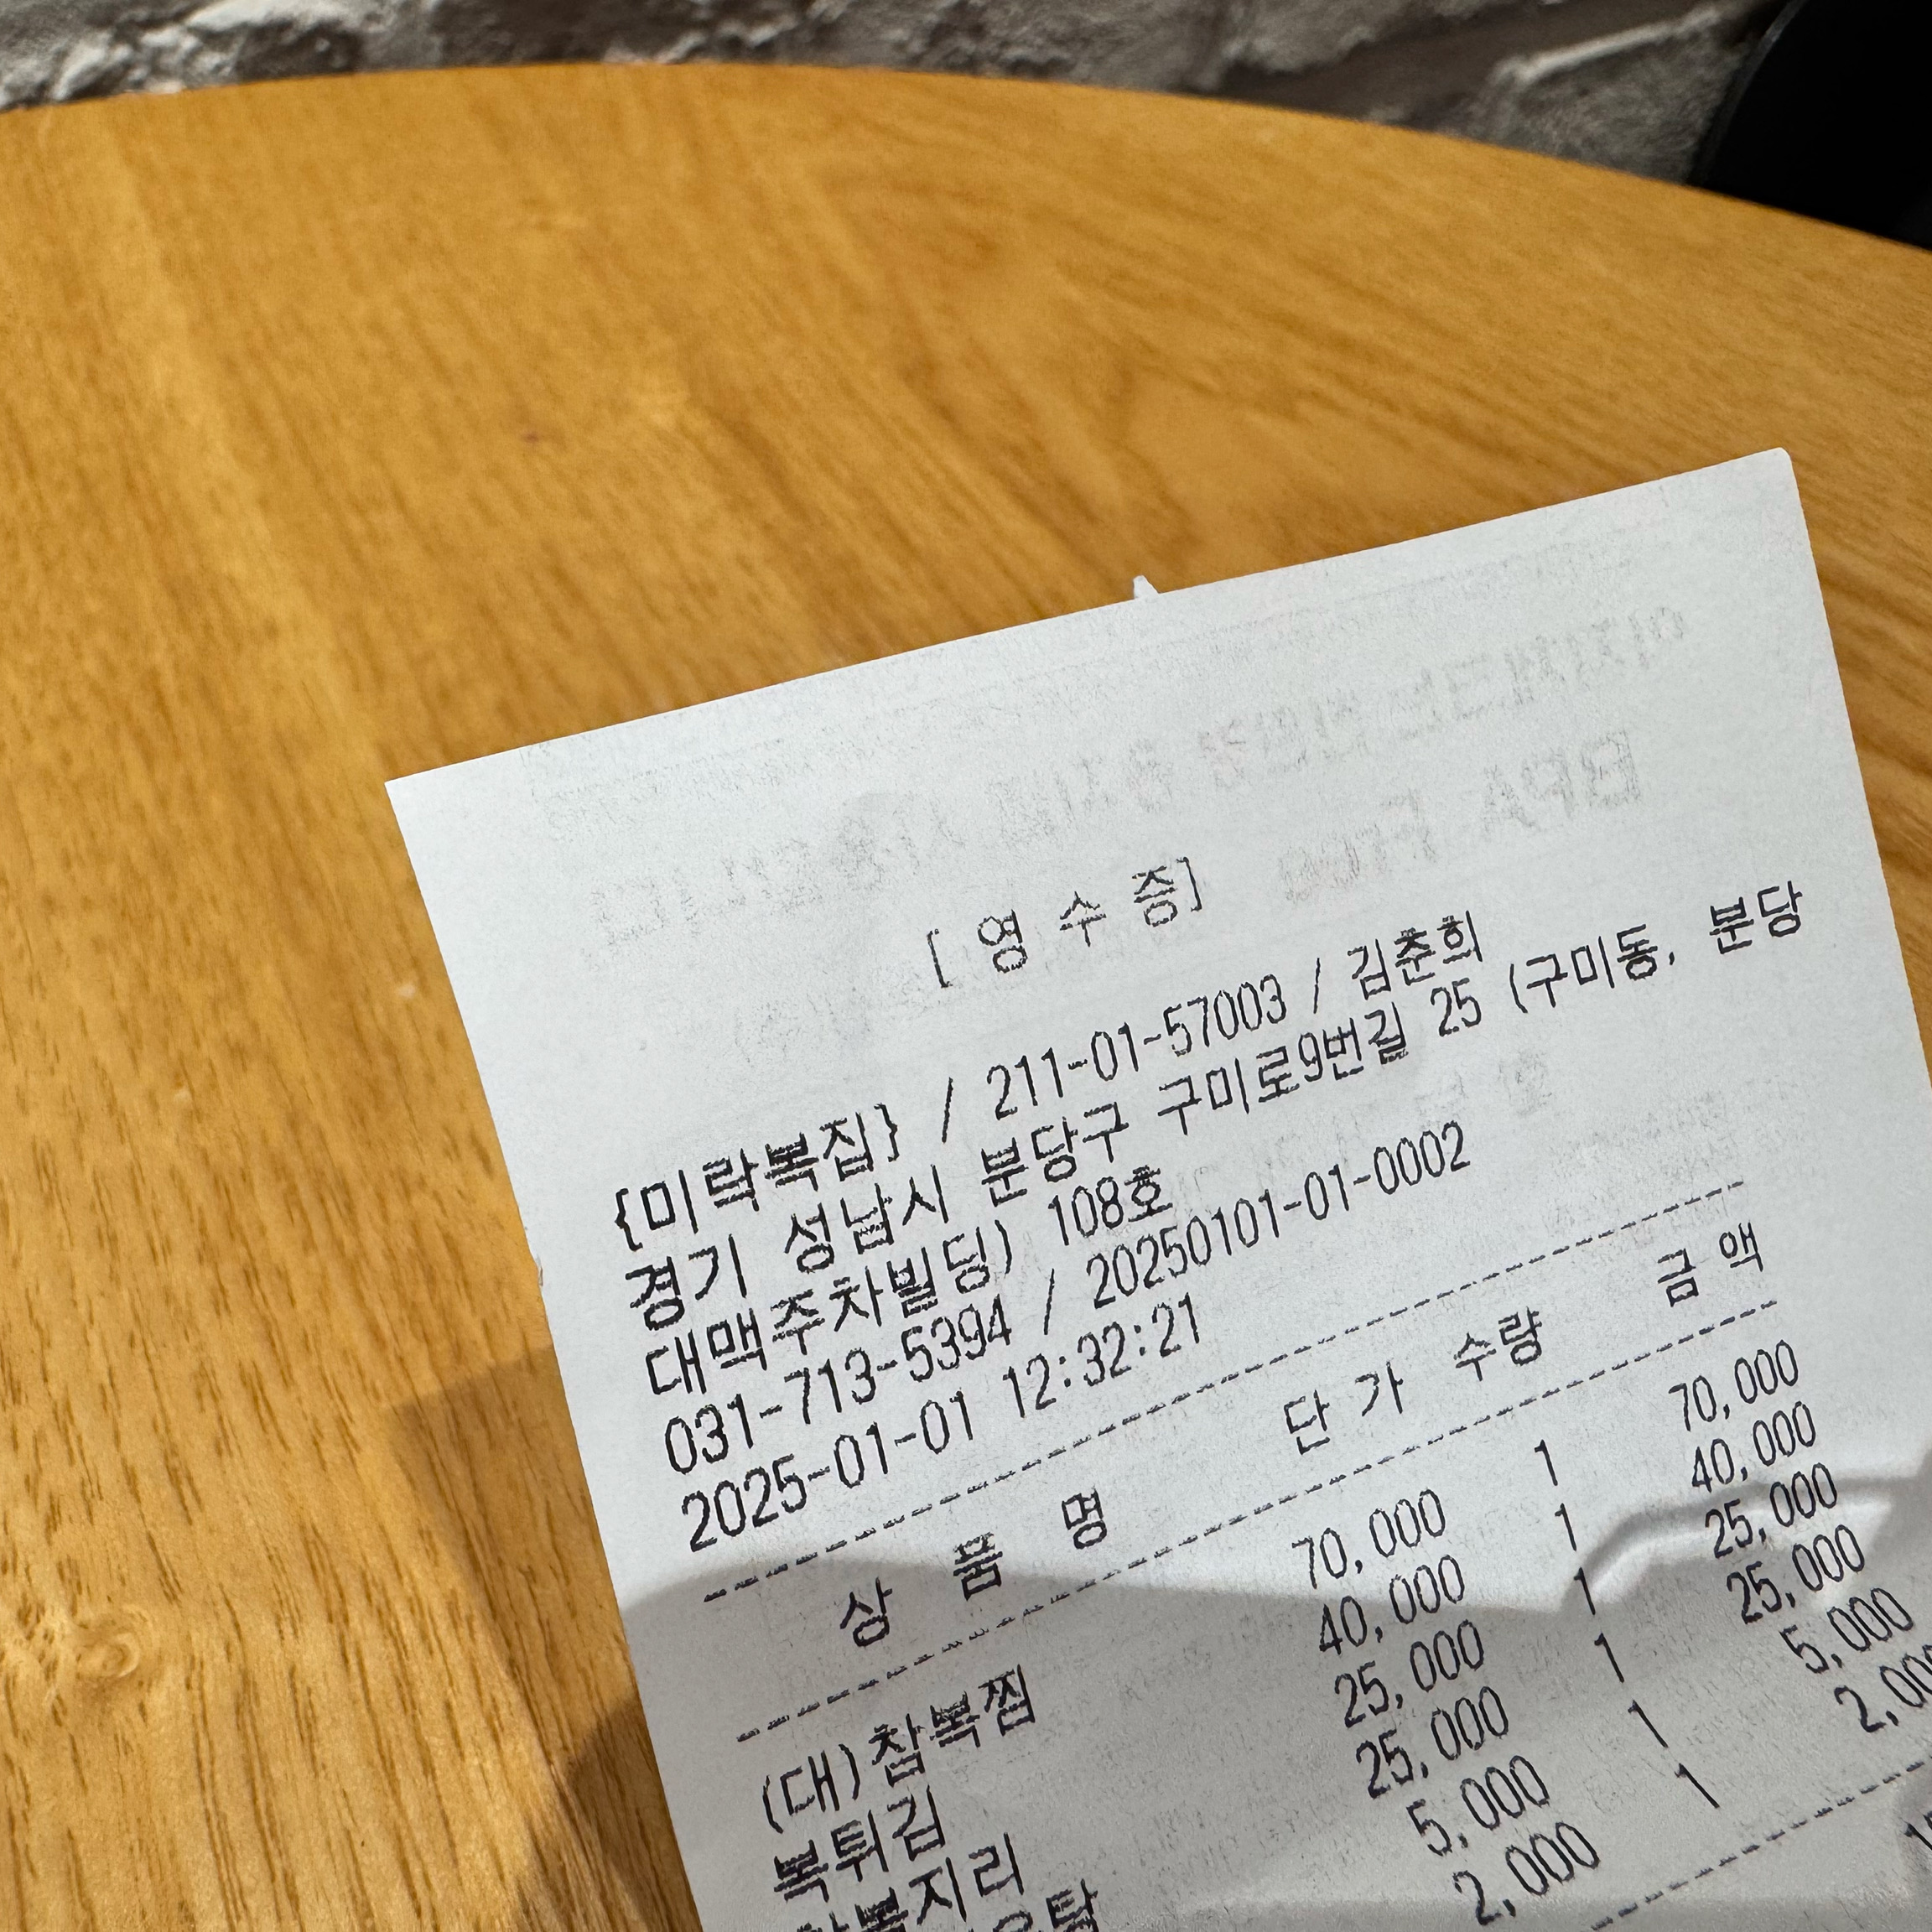 [ 영 수 증]
{미락복집} / 211-01-57003 / 김춘희
경기 성남시 분당구 구미로9번길 25 (구미동, 분당
대맥주차빌딩) 108호
031-713-5394 / 20250101-01-0002
2025-01-01 12:32:21
상 품 명 단 가 수량 금 액
(대)참복찜 70,000 1 70,000
복튀김 40,000 1 40,000
25,000 1 25,000
25,000 1 25,000
5,000 1 5,000
2,000 1